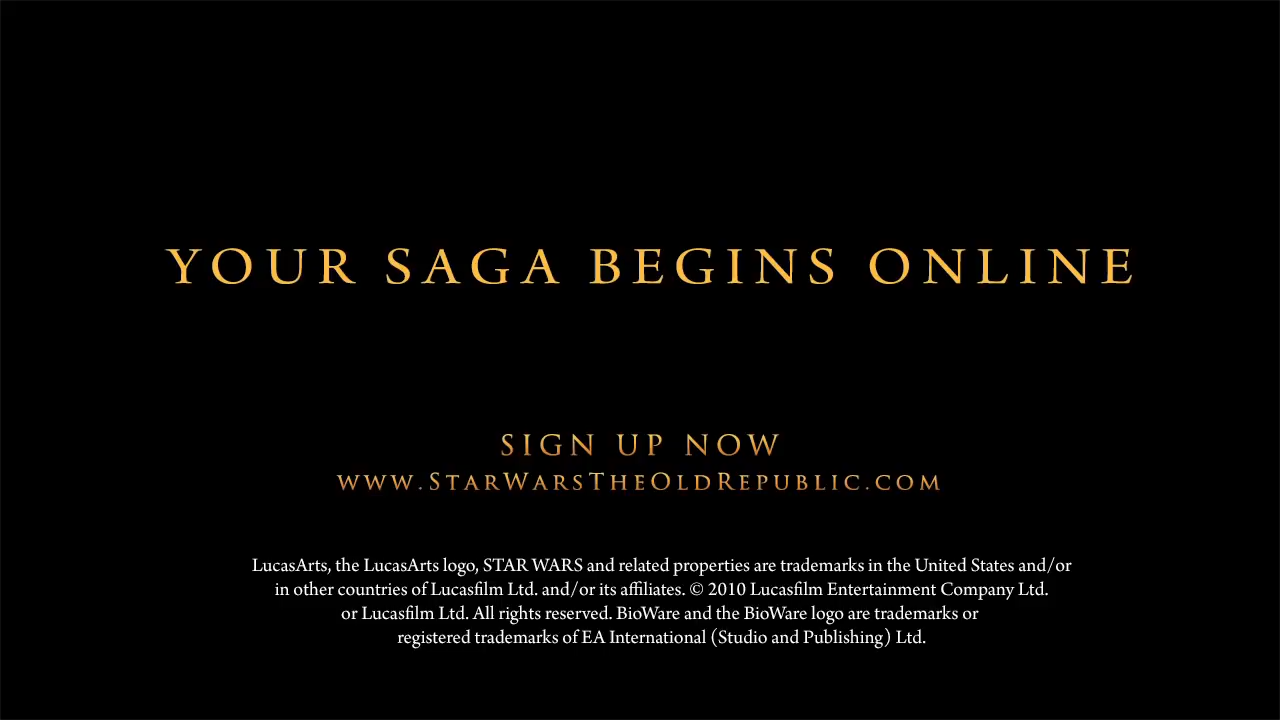 YOUR SAGA BEGINS ONLINE
SIGN UP NOW
WWW.STARWARSTHEOLDREPUBLIC.COM
LucasArts, the LucasArts logo, STAR WARS and related properties are trademarks in the United States and/or
in other countries of Lucasfilm Ltd. and/or its affiliates. © 2010 Lucasfilm Entertainment Company Ltd.
or Lucasfilm Ltd. All rights reserved. BioWare and the BioWare logo are trademarks or
registered trademarks of EA International (Studio and Publishing) Ltd.